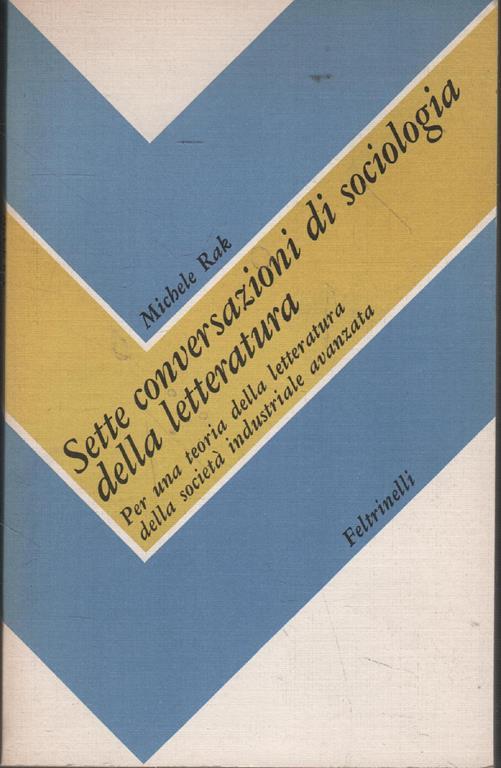 Michele Rak
Sette conversazioni di sociologia
della letteratura
Per una teoria della letteratura
della società industriale avanzata
Feltrinelli